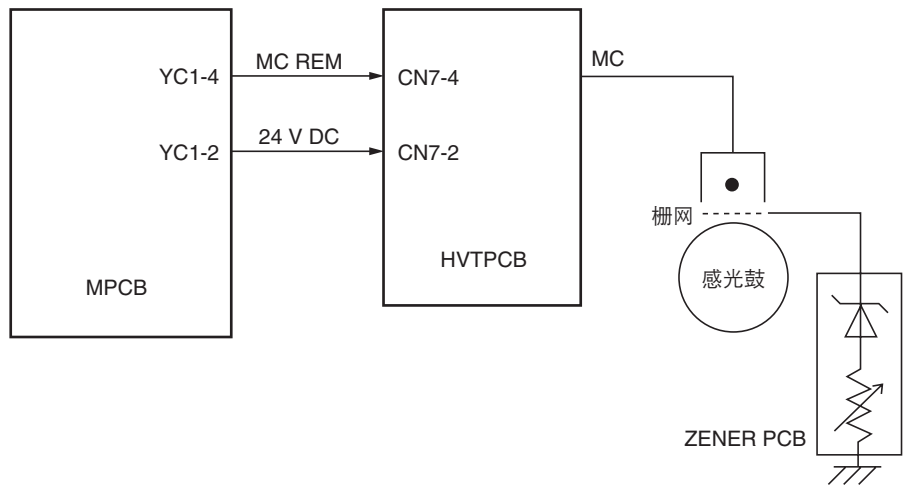 MC REM
MC
YC1-4
CN7-4
24 V DC
YC1-2
CN7-2
栅网
HVTPCB
感光鼓
MPCB
ZENER PCB